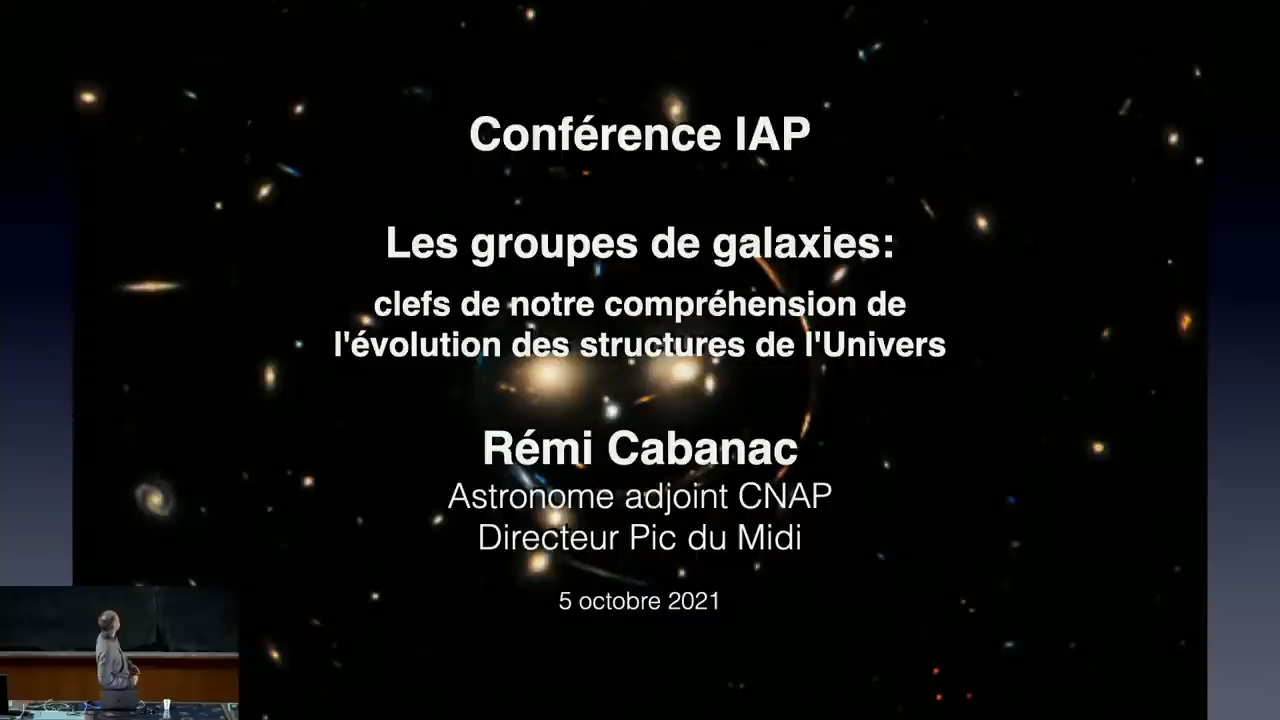 Conférence IAP
Les groupes de galaxies:
clefs de notre compréhension de
l'évolution des structures de l'Univers
Rémi Cabanac
Astronome adjoint CNAP
Directeur Pic du Midi
5 octobre 2021